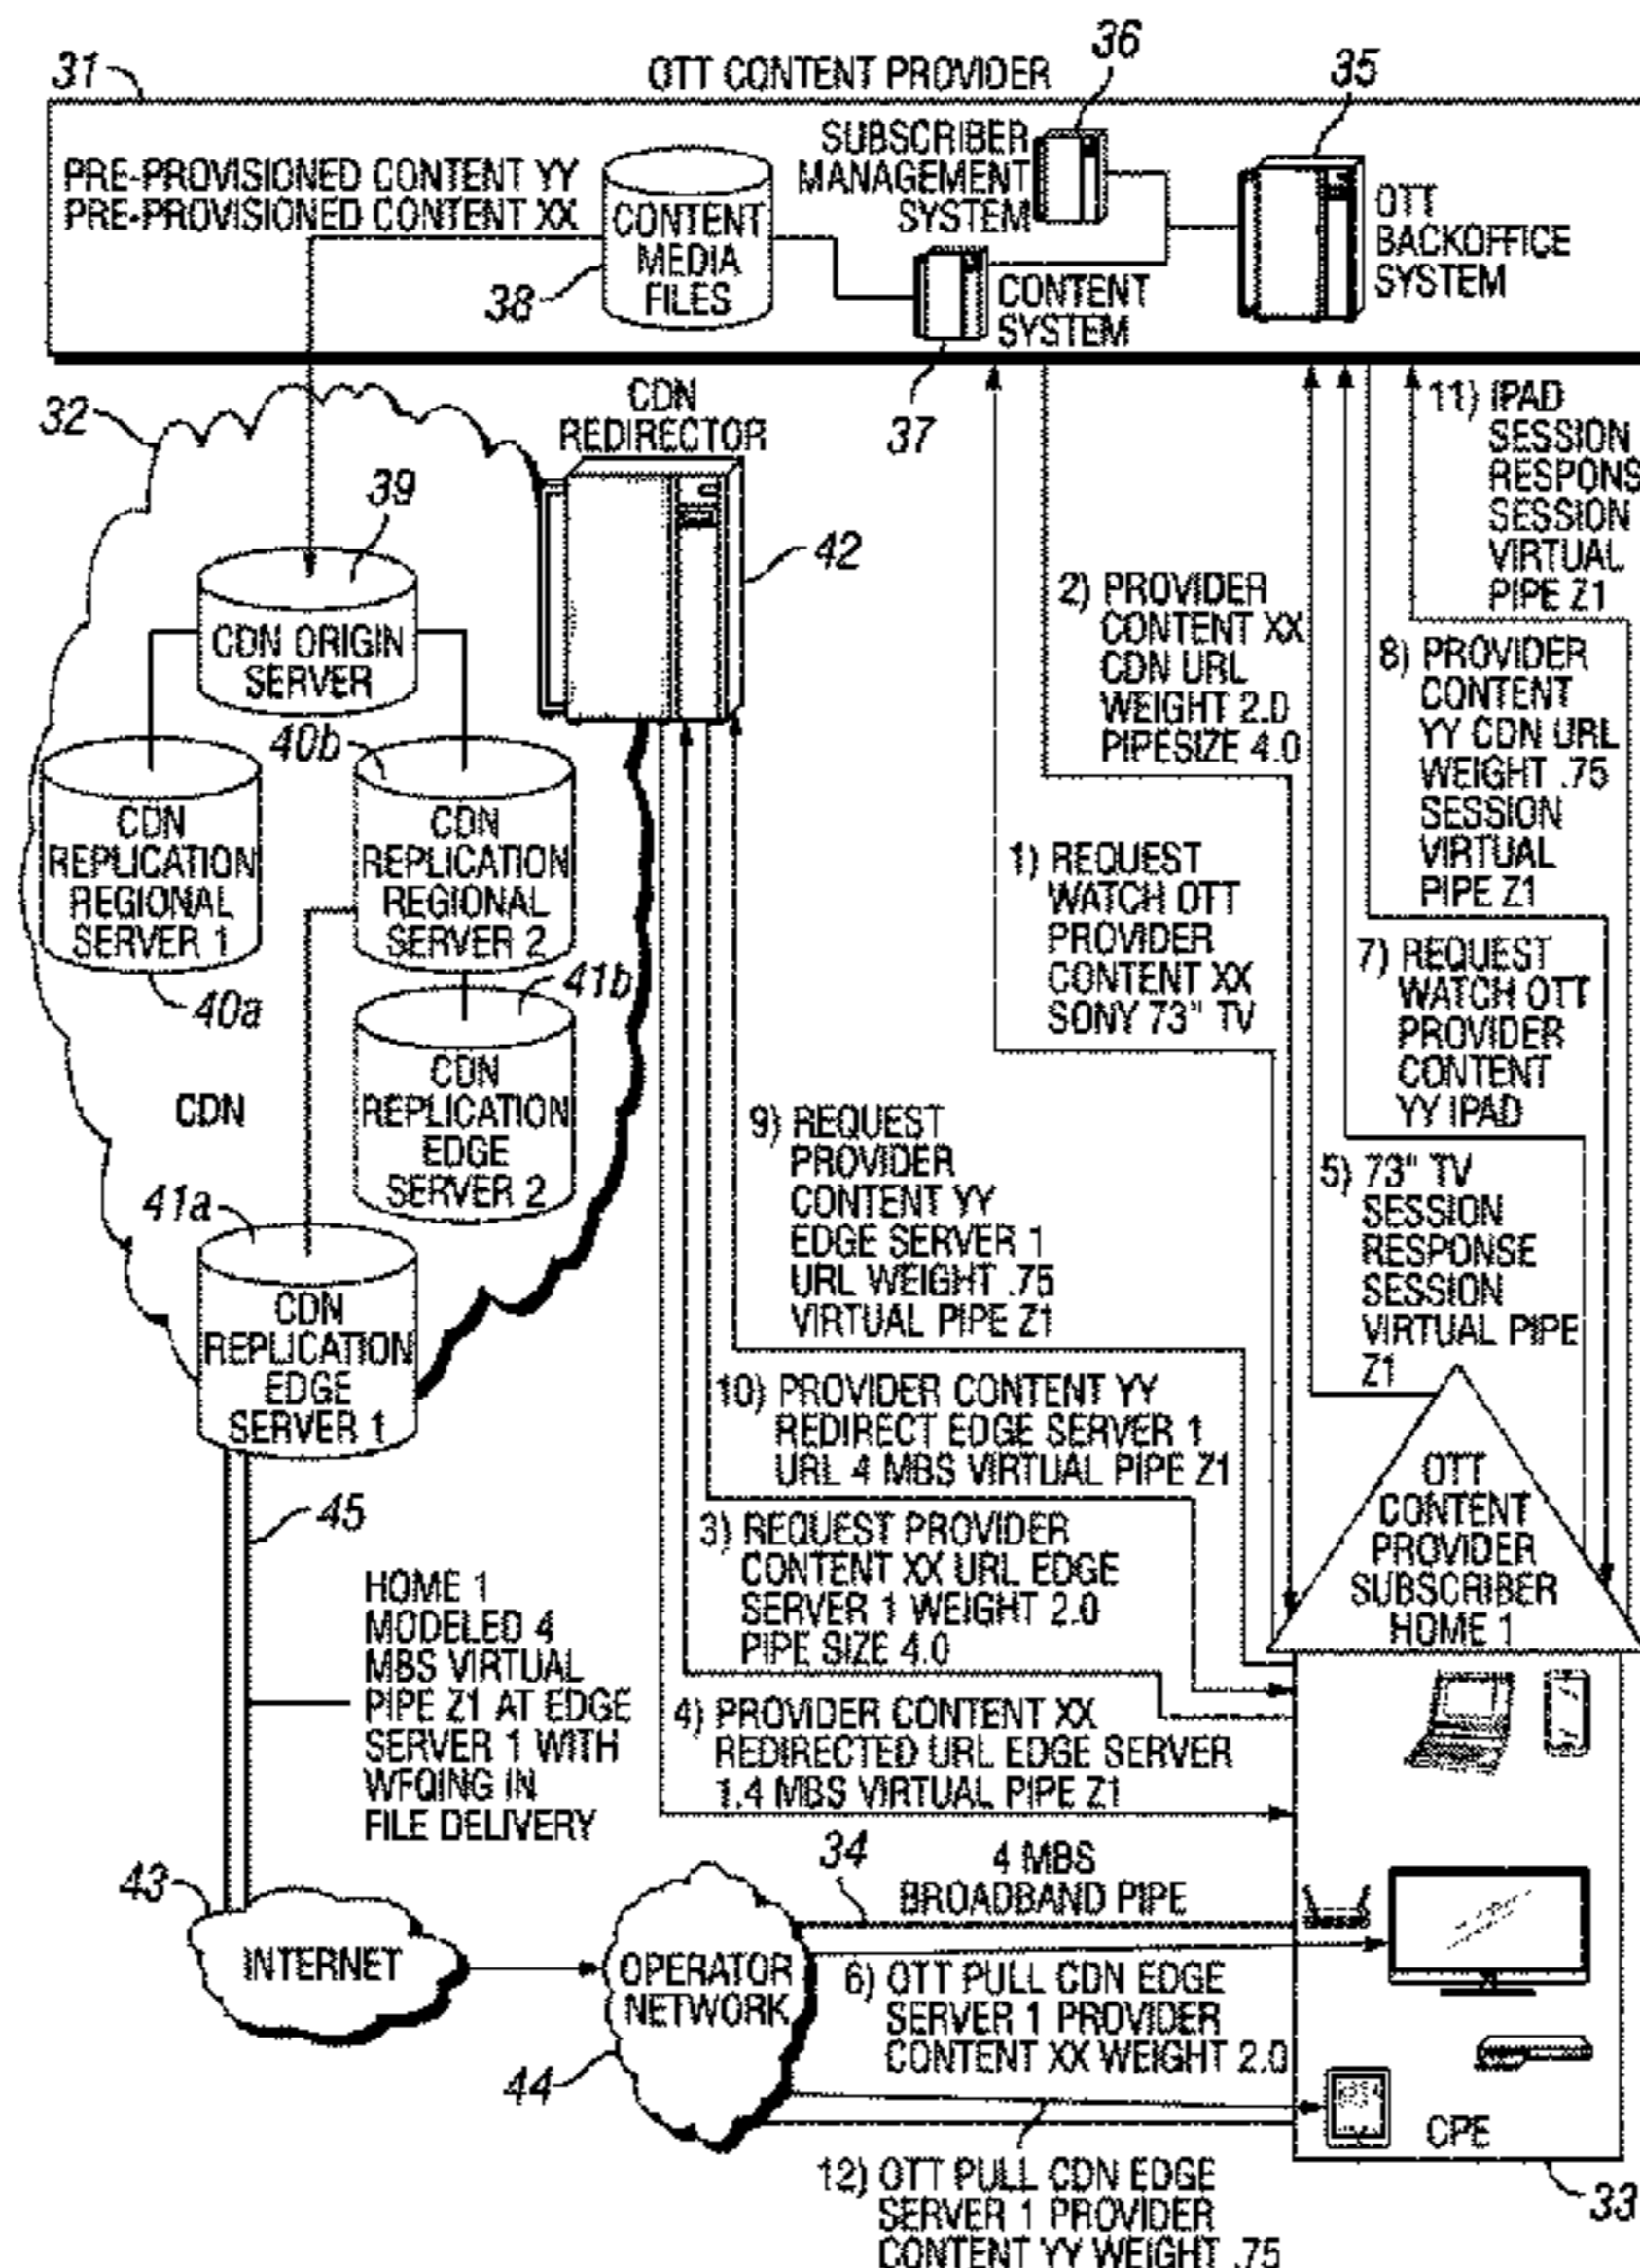 31
OTT CONTENT PROVIDER
36
35
PRE-PROVISIONED CONTENT YY
PRE-PROVISIONED CONTENT XX
CONTENT
MEDIA
FILES
38
SUBSCRIBER
MANAGEMENT
SYSTEM
CONTENT
SYSTEM
37
OTT
BACKOFFICE
SYSTEM
32
CDN
REDIRECTOR
42
39
CDN ORIGIN
SERVER
40b
CDN
REPLICATION
REGIONAL
SERVER 1
40a
CDN
REPLICATION
REGIONAL
SERVER 2
41b
CDN
REPLICATION
EDGE
SERVER 2
CDN
41a
CDN
REPLICATION
EDGE
SERVER 1
45
HOME 1
MODELED 4
MBS VIRTUAL
PIPE Z1 AT EDGE
SERVER 1 WITH
WFQING IN
FILE DELIVERY
11) IPAD
SESSION
RESPONS
SESSION
VIRTUAL
PIPE Z1
2) PROVIDER
CONTENT XX
CDN URL
WEIGHT 2.0
PIPESIZE 4.0
8) PROVIDER
CONTENT
YY CDN URL
WEIGHT .75
SESSION
VIRTUAL
PIPE Z1
1) REQUEST
WATCH OTT
PROVIDER
CONTENT XX
SONY 73" TV
7) REQUEST
WATCH OTT
PROVIDER
CONTENT
YY IPAD
9) REQUEST
PROVIDER
CONTENT YY
EDGE SERVER 1
URL WEIGHT .75
VIRTUAL PIPE Z1
5) 73" TV
SESSION
RESPONSE
SESSION
VIRTUAL PIPE
Z1
10) PROVIDER CONTENT YY
REDIRECT EDGE SERVER 1
URL 4 MBS VIRTUAL PIPE Z1
3) REQUEST PROVIDER
CONTENT XX URL EDGE
SERVER 1 WEIGHT 2.0
PIPE SIZE 4.0
4) PROVIDER CONTENT XX
REDIRECTED URL EDGE SERVER
1.4 MBS VIRTUAL PIPE Z1
OTT
CONTENT
PROVIDER
SUBSCRIBER
HOME 1
43
INTERNET
OPERATOR
NETWORK
44
34
4 MBS
BROADBAND PIPE
6) OTT PULL CDN EDGE
SERVER 1 PROVIDER
CONTENT XX WEIGHT 2.0
CPE
33
12) OTT PULL CDN EDGE
SERVER 1 PROVIDER
CONTENT YY WEIGHT .75